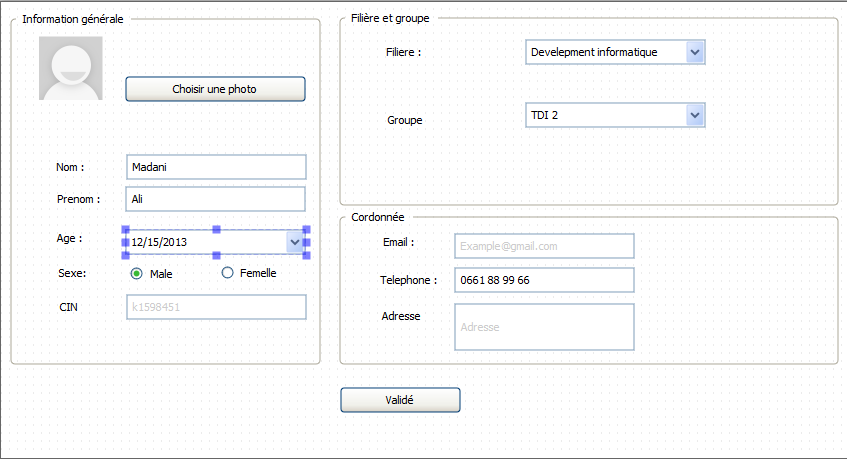 Information générale
Choisir une photo
Nom :
Madani
Prenom :
Ali
Age :
12/15/2013
Sexe:
Male
Femelle
CIN
k1598451
Filière et groupe
Filiere :
Develepment informatique
Groupe
TDI 2
Cordonnée
Email :
Example@gmail.com
Telephone :
0661 88 99 66
Adresse
Adresse
Validé